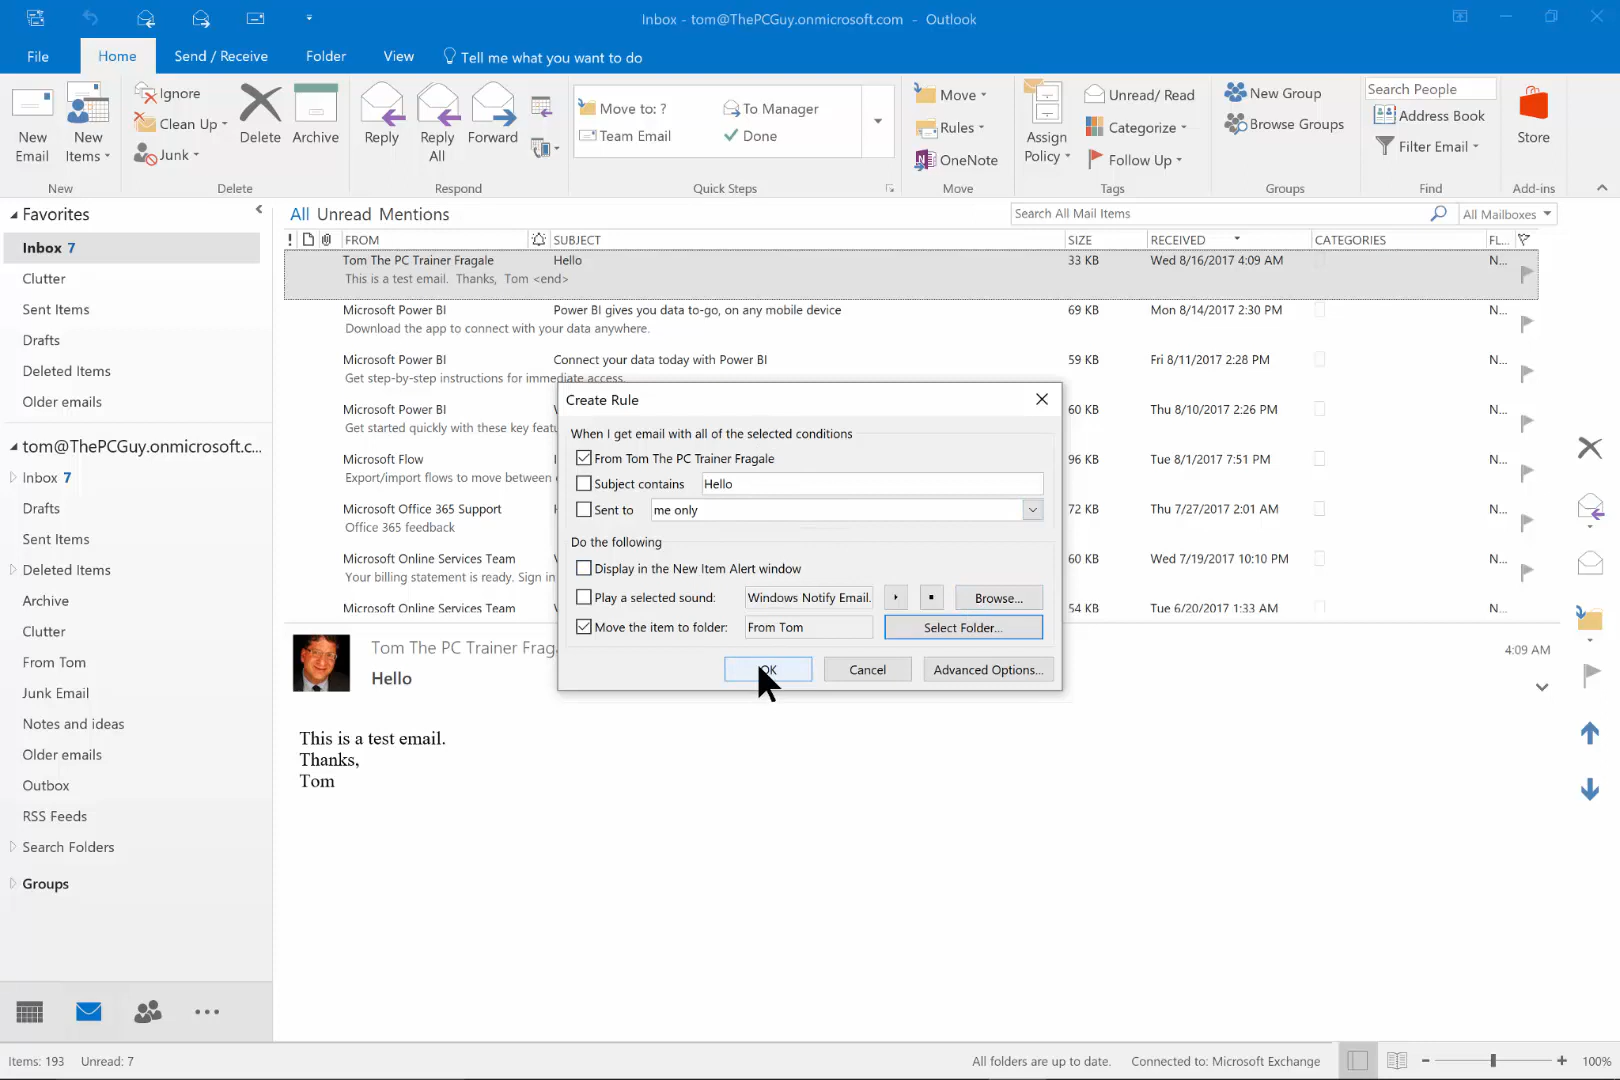 Inbox - tom@ThePCGuy.onmicrosoft.com - Outlook
File Home Send / Receive Folder View Tell me what you want to do
New Email
New Items
Ignore
Clean Up
Junk
Delete
Archive
Reply
Reply All
Forward
Move to: ?
To Manager
Team Email
Done
Move
Rules
OneNote
Assign Policy
Unread/ Read
Categorize
Follow Up
New Group
Browse Groups
Search People
Address Book
Filter Email
Store
New Delete Respond Quick Steps Move Tags Groups Find Add-ins
Favorites
Inbox 7
Clutter
Sent Items
Drafts
Deleted Items
Older emails
tom@ThePCGuy.onmicrosoft.c...
Inbox 7
Drafts
Sent Items
Deleted Items
Archive
Clutter
From Tom
Junk Email
Notes and ideas
Older emails
Outbox
RSS Feeds
Search Folders
Groups
All Unread Mentions
Search All Mail Items
All Mailboxes
FROM SUBJECT SIZE RECEIVED CATEGORIES FL...
Tom The PC Trainer Fragale Hello 33 KB Wed 8/16/2017 4:09 AM N...
This is a test email. Thanks, Tom <end>
Microsoft Power BI Power BI gives you data to-go, on any mobile device 69 KB Mon 8/14/2017 2:30 PM N...
Download the app to connect with your data anywhere.
Microsoft Power BI Connect your data today with Power BI 59 KB Fri 8/11/2017 2:28 PM N...
Get step-by-step instructions for immediate access.
Microsoft Power BI 60 KB Thu 8/10/2017 2:26 PM N...
Get started quickly with these key
Microsoft Flow 96 KB Tue 8/1/2017 7:51 PM N...
Export/import flows to move between
Microsoft Office 365 Support 72 KB Thu 7/27/2017 2:01 AM N...
Office 365 feedback
Microsoft Online Services Team 60 KB Wed 7/19/2017 10:10 PM N...
Your billing statement is ready. Sign in
Microsoft Online Services Team 54 KB Tue 6/20/2017 1:33 AM N...
Create Rule
When I get email with all of the selected conditions
From Tom The PC Trainer Fragale
Subject contains Hello
Sent to me only
Do the following
Display in the New Item Alert window
Play a selected sound: Windows Notify Email. Browse...
Move the item to folder: From Tom Select Folder...
OK Cancel Advanced Options...
Tom The PC Trainer Frag
4:09 AM
Hello
This is a test email.
Thanks,
Tom
Items: 193 Unread: 7 All folders are up to date. Connected to: Microsoft Exchange 100%